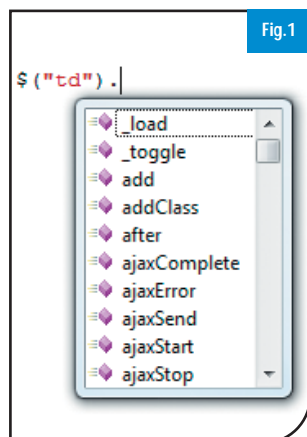 Fig.1
$("td").
_load
_toggle
add
addClass
after
ajaxComplete
ajaxError
ajaxSend
ajaxStart
ajaxStop